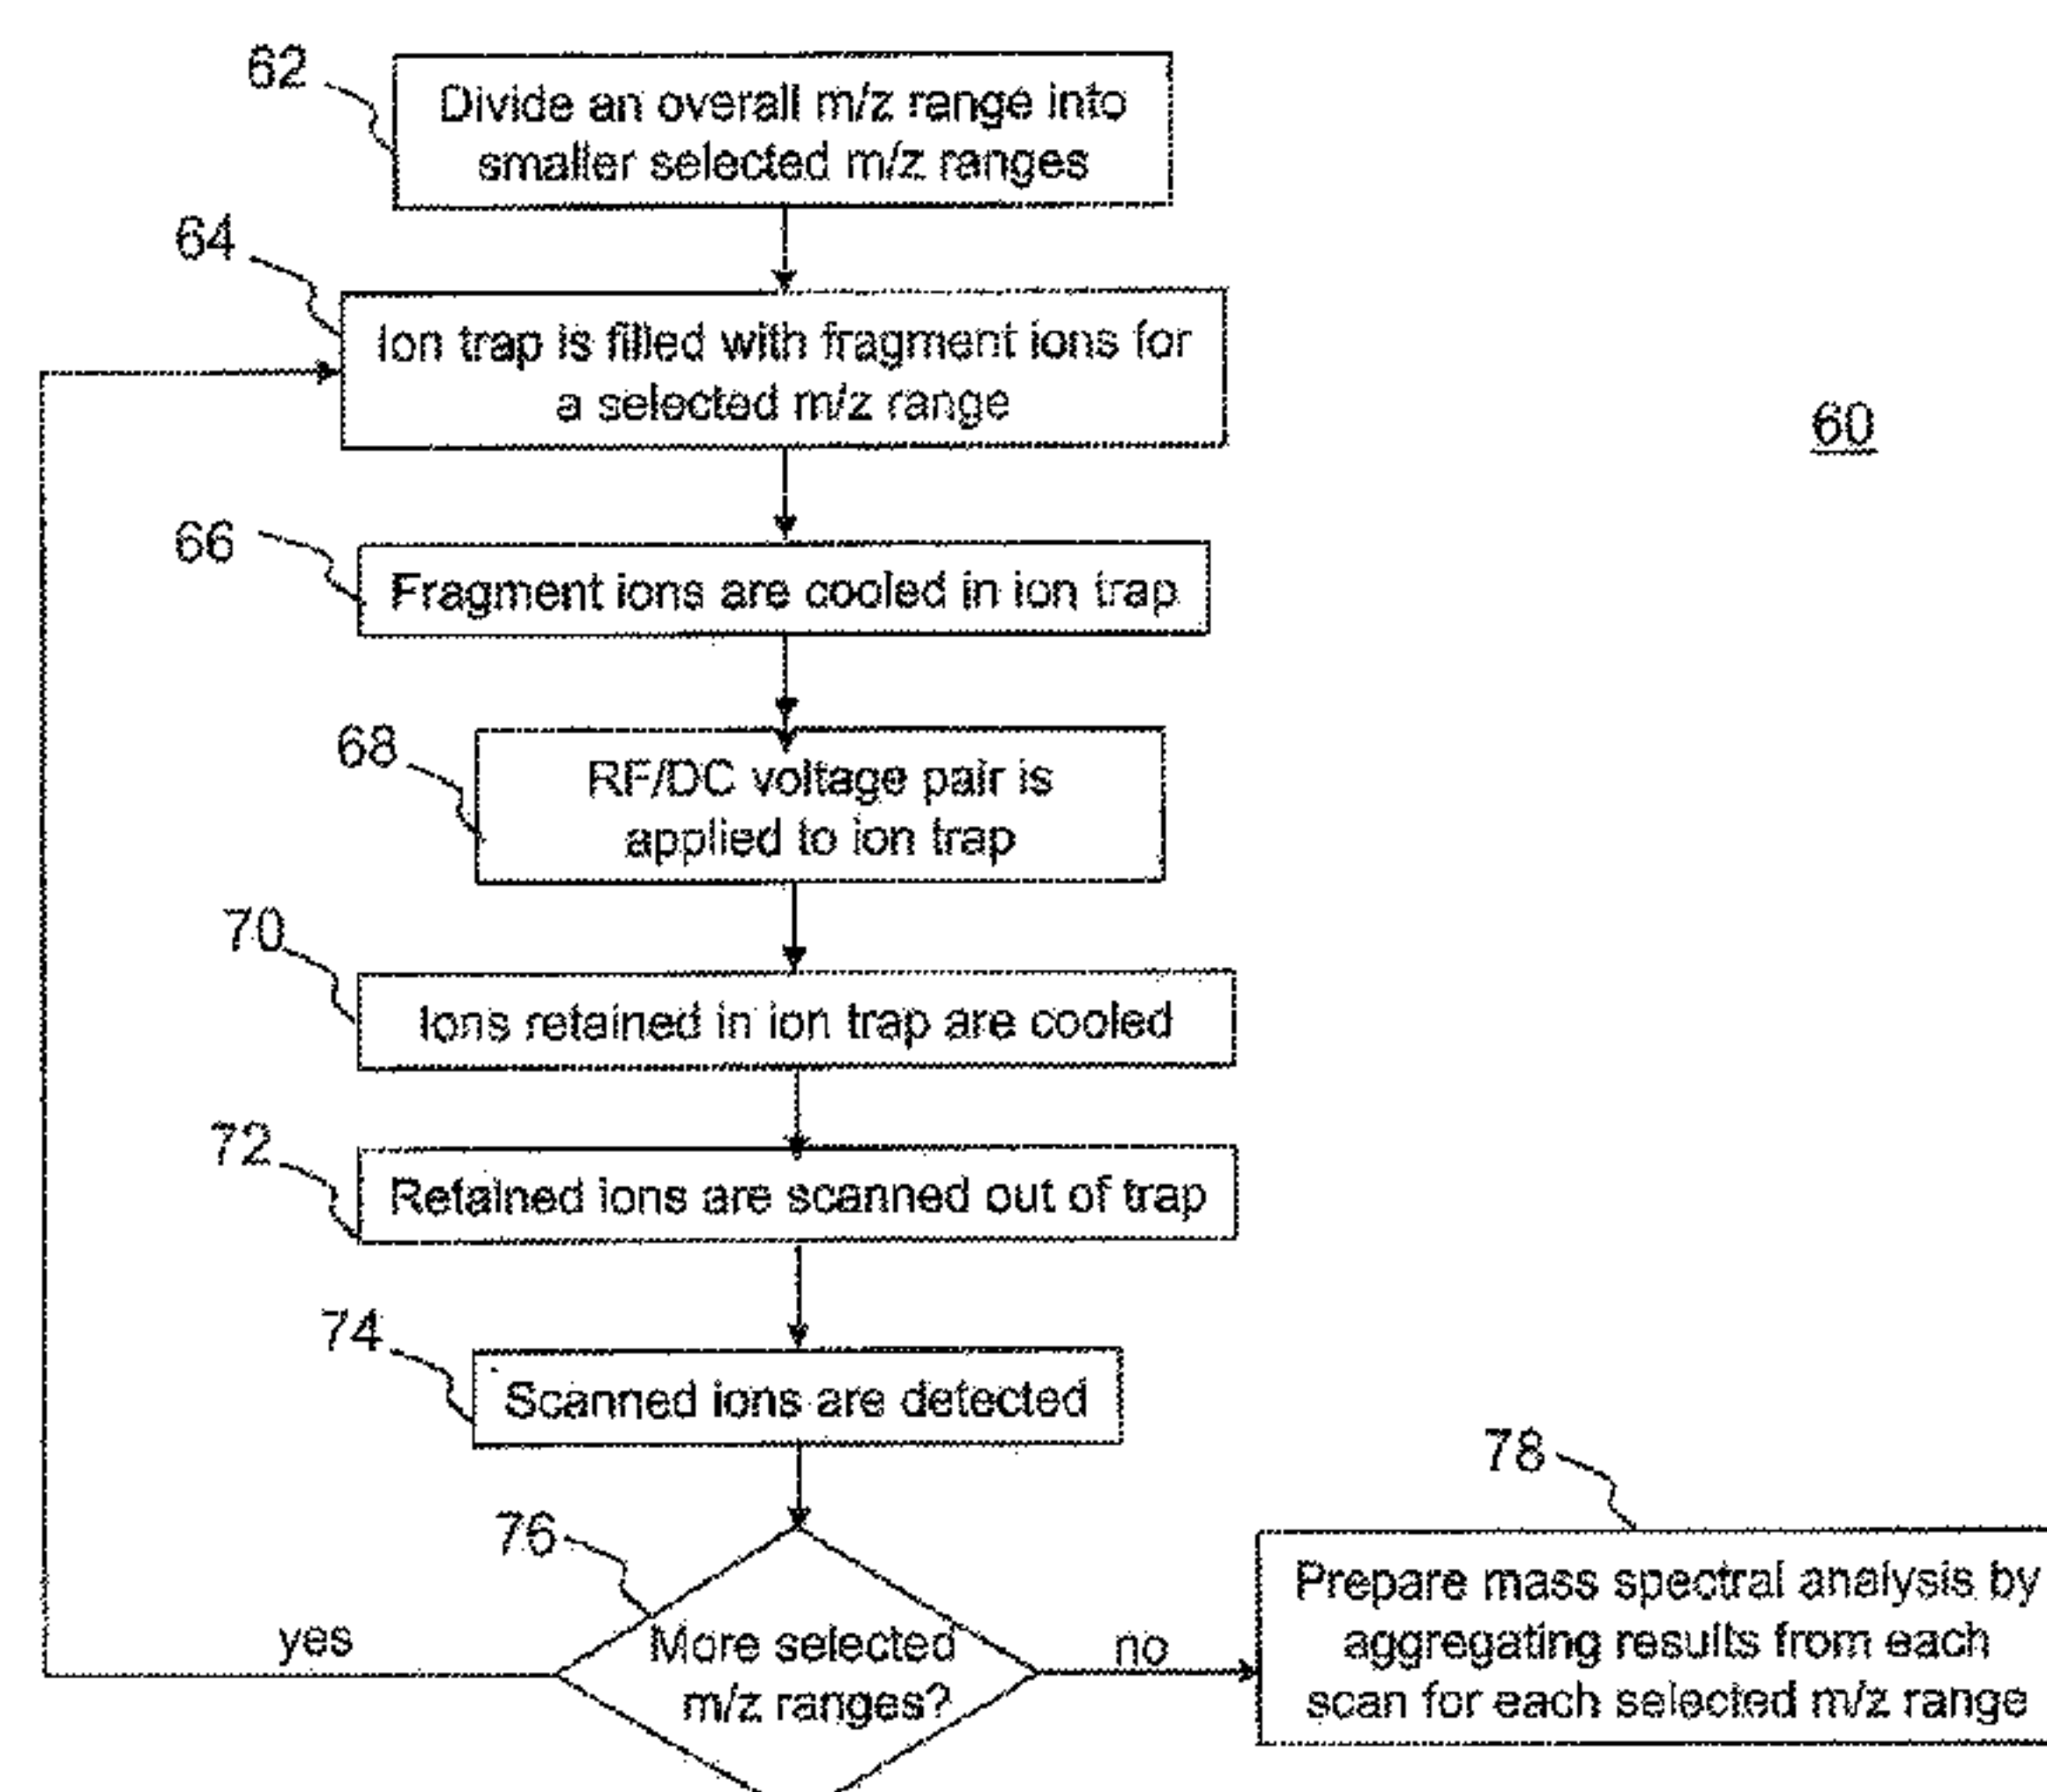 62
Divide an overall m/z range into
smaller selected m/z ranges
64
Ion trap is filled with fragment ions for
a selected m/z range
60
66
Fragment ions are cooled in ion trap
68
RF/DC voltage pair is
applied to ion trap
70
Ions retained in ion trap are cooled
72
Retained ions are scanned out of trap
74
Scanned ions are detected
76
More selected
m/z ranges?
yes
no
78
Prepare mass spectral analysis by
aggregating results from each
scan for each selected m/z range